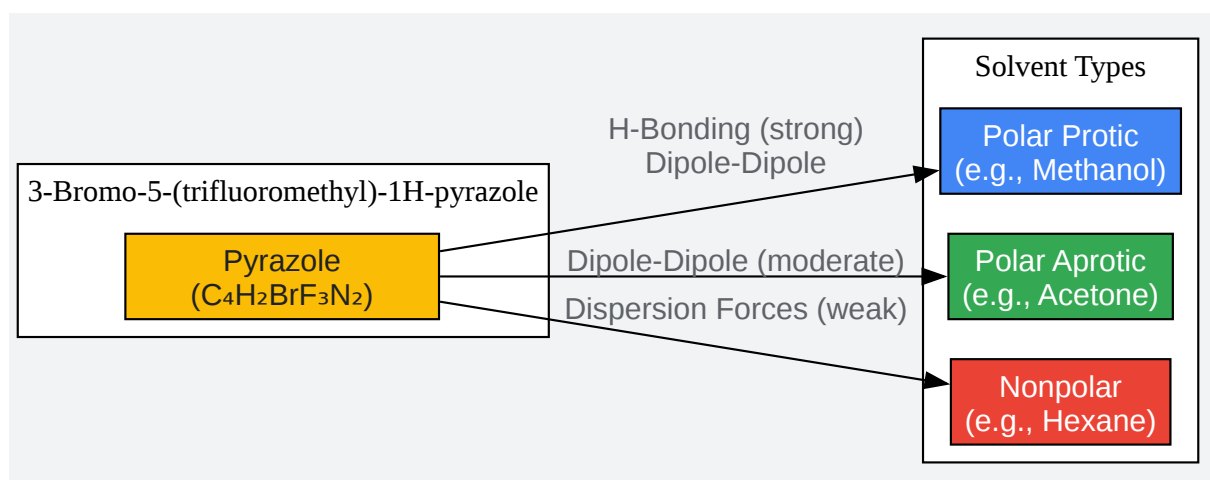 3-Bromo-5-(trifluoromethyl)-1H-pyrazole
Pyrazole
(C₄H₂BrF₃N₂)
H-Bonding (strong)
Dipole-Dipole
Dipole-Dipole (moderate)
Dispersion Forces (weak)
Solvent Types
Polar Protic
(e.g., Methanol)
Polar Aprotic
(e.g., Acetone)
Nonpolar
(e.g., Hexane)